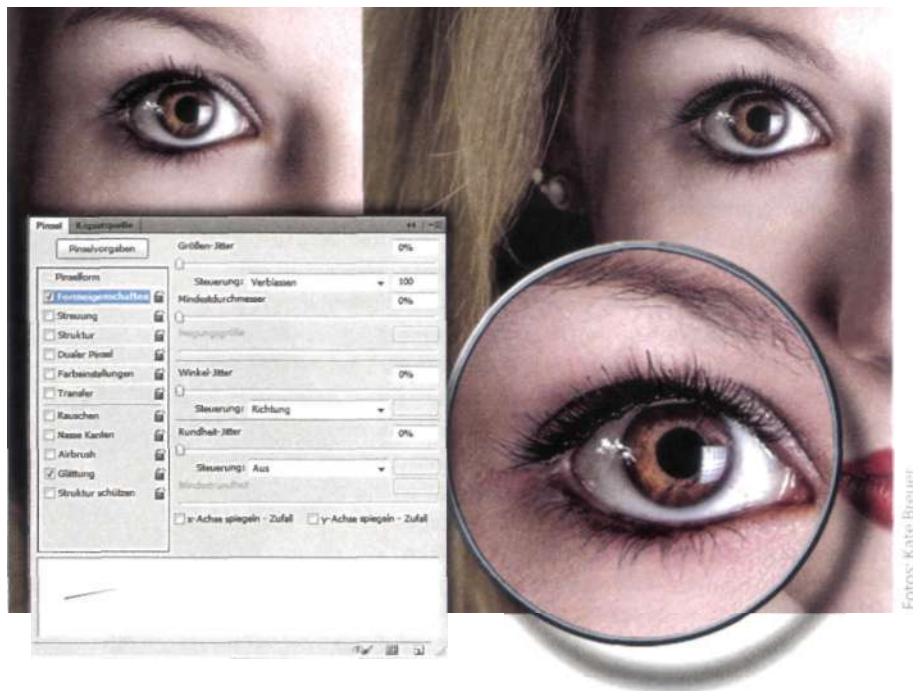 Pinsel Kopierquelle
Pinselvorgaben
Größen-Jitter 0%
Steuerung: Verblassen 100
Mindestdurchmesser 0%
Neigungsgröße
Winkel-Jitter 0%
Steuerung: Richtung
Rundheit-Jitter 0%
Steuerung: Aus
Mindestrundheit
x-Achse spiegeln - Zufall y-Achse spiegeln - Zufall
Pinselform
Formeigenschaften
Streuung
Struktur
Dualer Pinsel
Farbeinstellungen
Transfer
Rauschen
Nasse Kanten
Airbrush
Glättung
Struktur schützen
Fotos: Kate Breuer